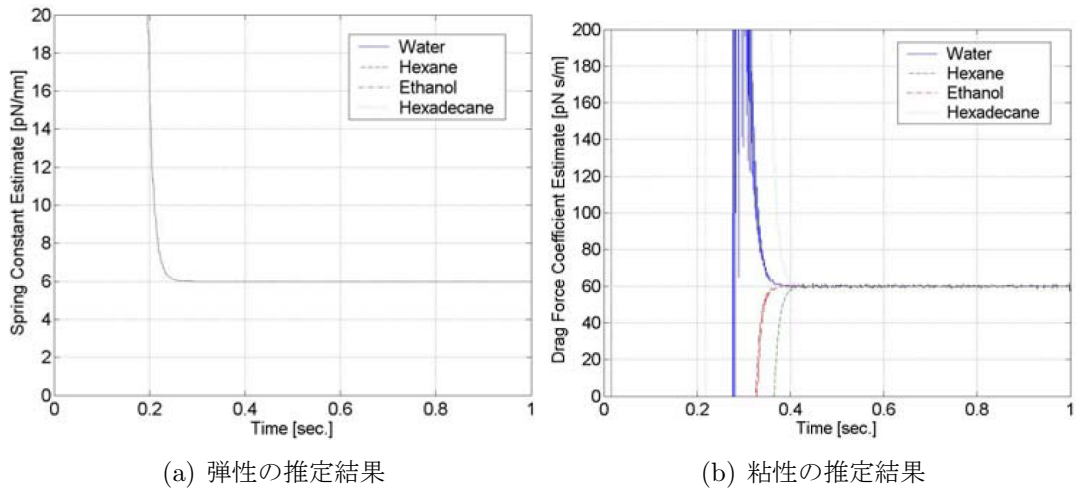 20
18
16
14
12
10
8
6
4
2
0
Spring Constant Estimate [pN/nm]
Water
Hexane
Ethanol
Hexadecane
0 0.2 0.4 0.6 0.8 1
Time [sec.]
(a) 弾性の推定結果
200
180
160
140
120
100
80
60
40
20
0
Drag Force Coefficient Estimate [pN s/m]
Water
Hexane
Ethanol
Hexadecane
0 0.2 0.4 0.6 0.8 1
Time [sec.]
(b) 粘性の推定結果